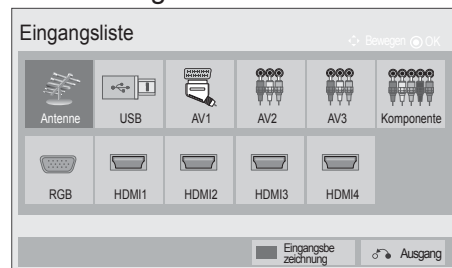 Eingangsliste
Bewegen OK
Antenne USB AV1 AV2 AV3 Komponente
RGB HDMI1 HDMI2 HDMI3 HDMI4
Eingangsbe
zeichnung
Ausgang